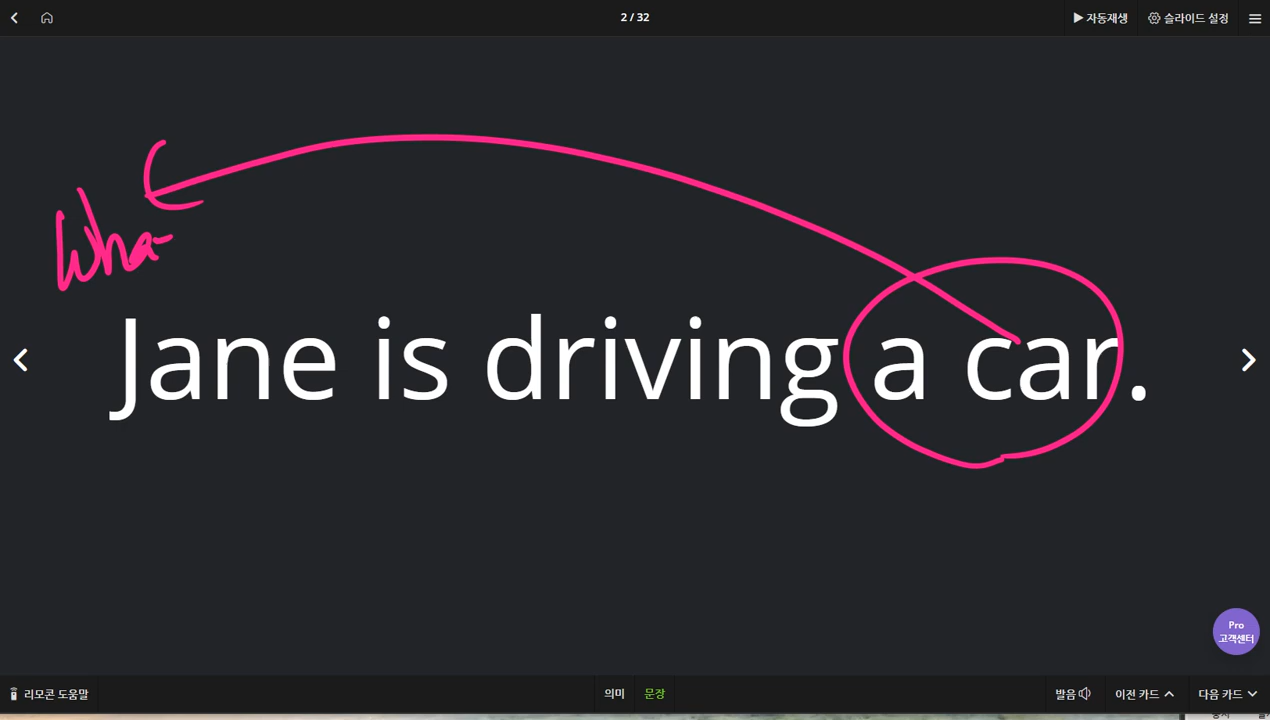 2 / 32
자동재생
슬라이드 설정
Jane is driving a car.
Pro
고객센터
리모콘 도움말
의미
문장
발음
이전 카드
다음 카드